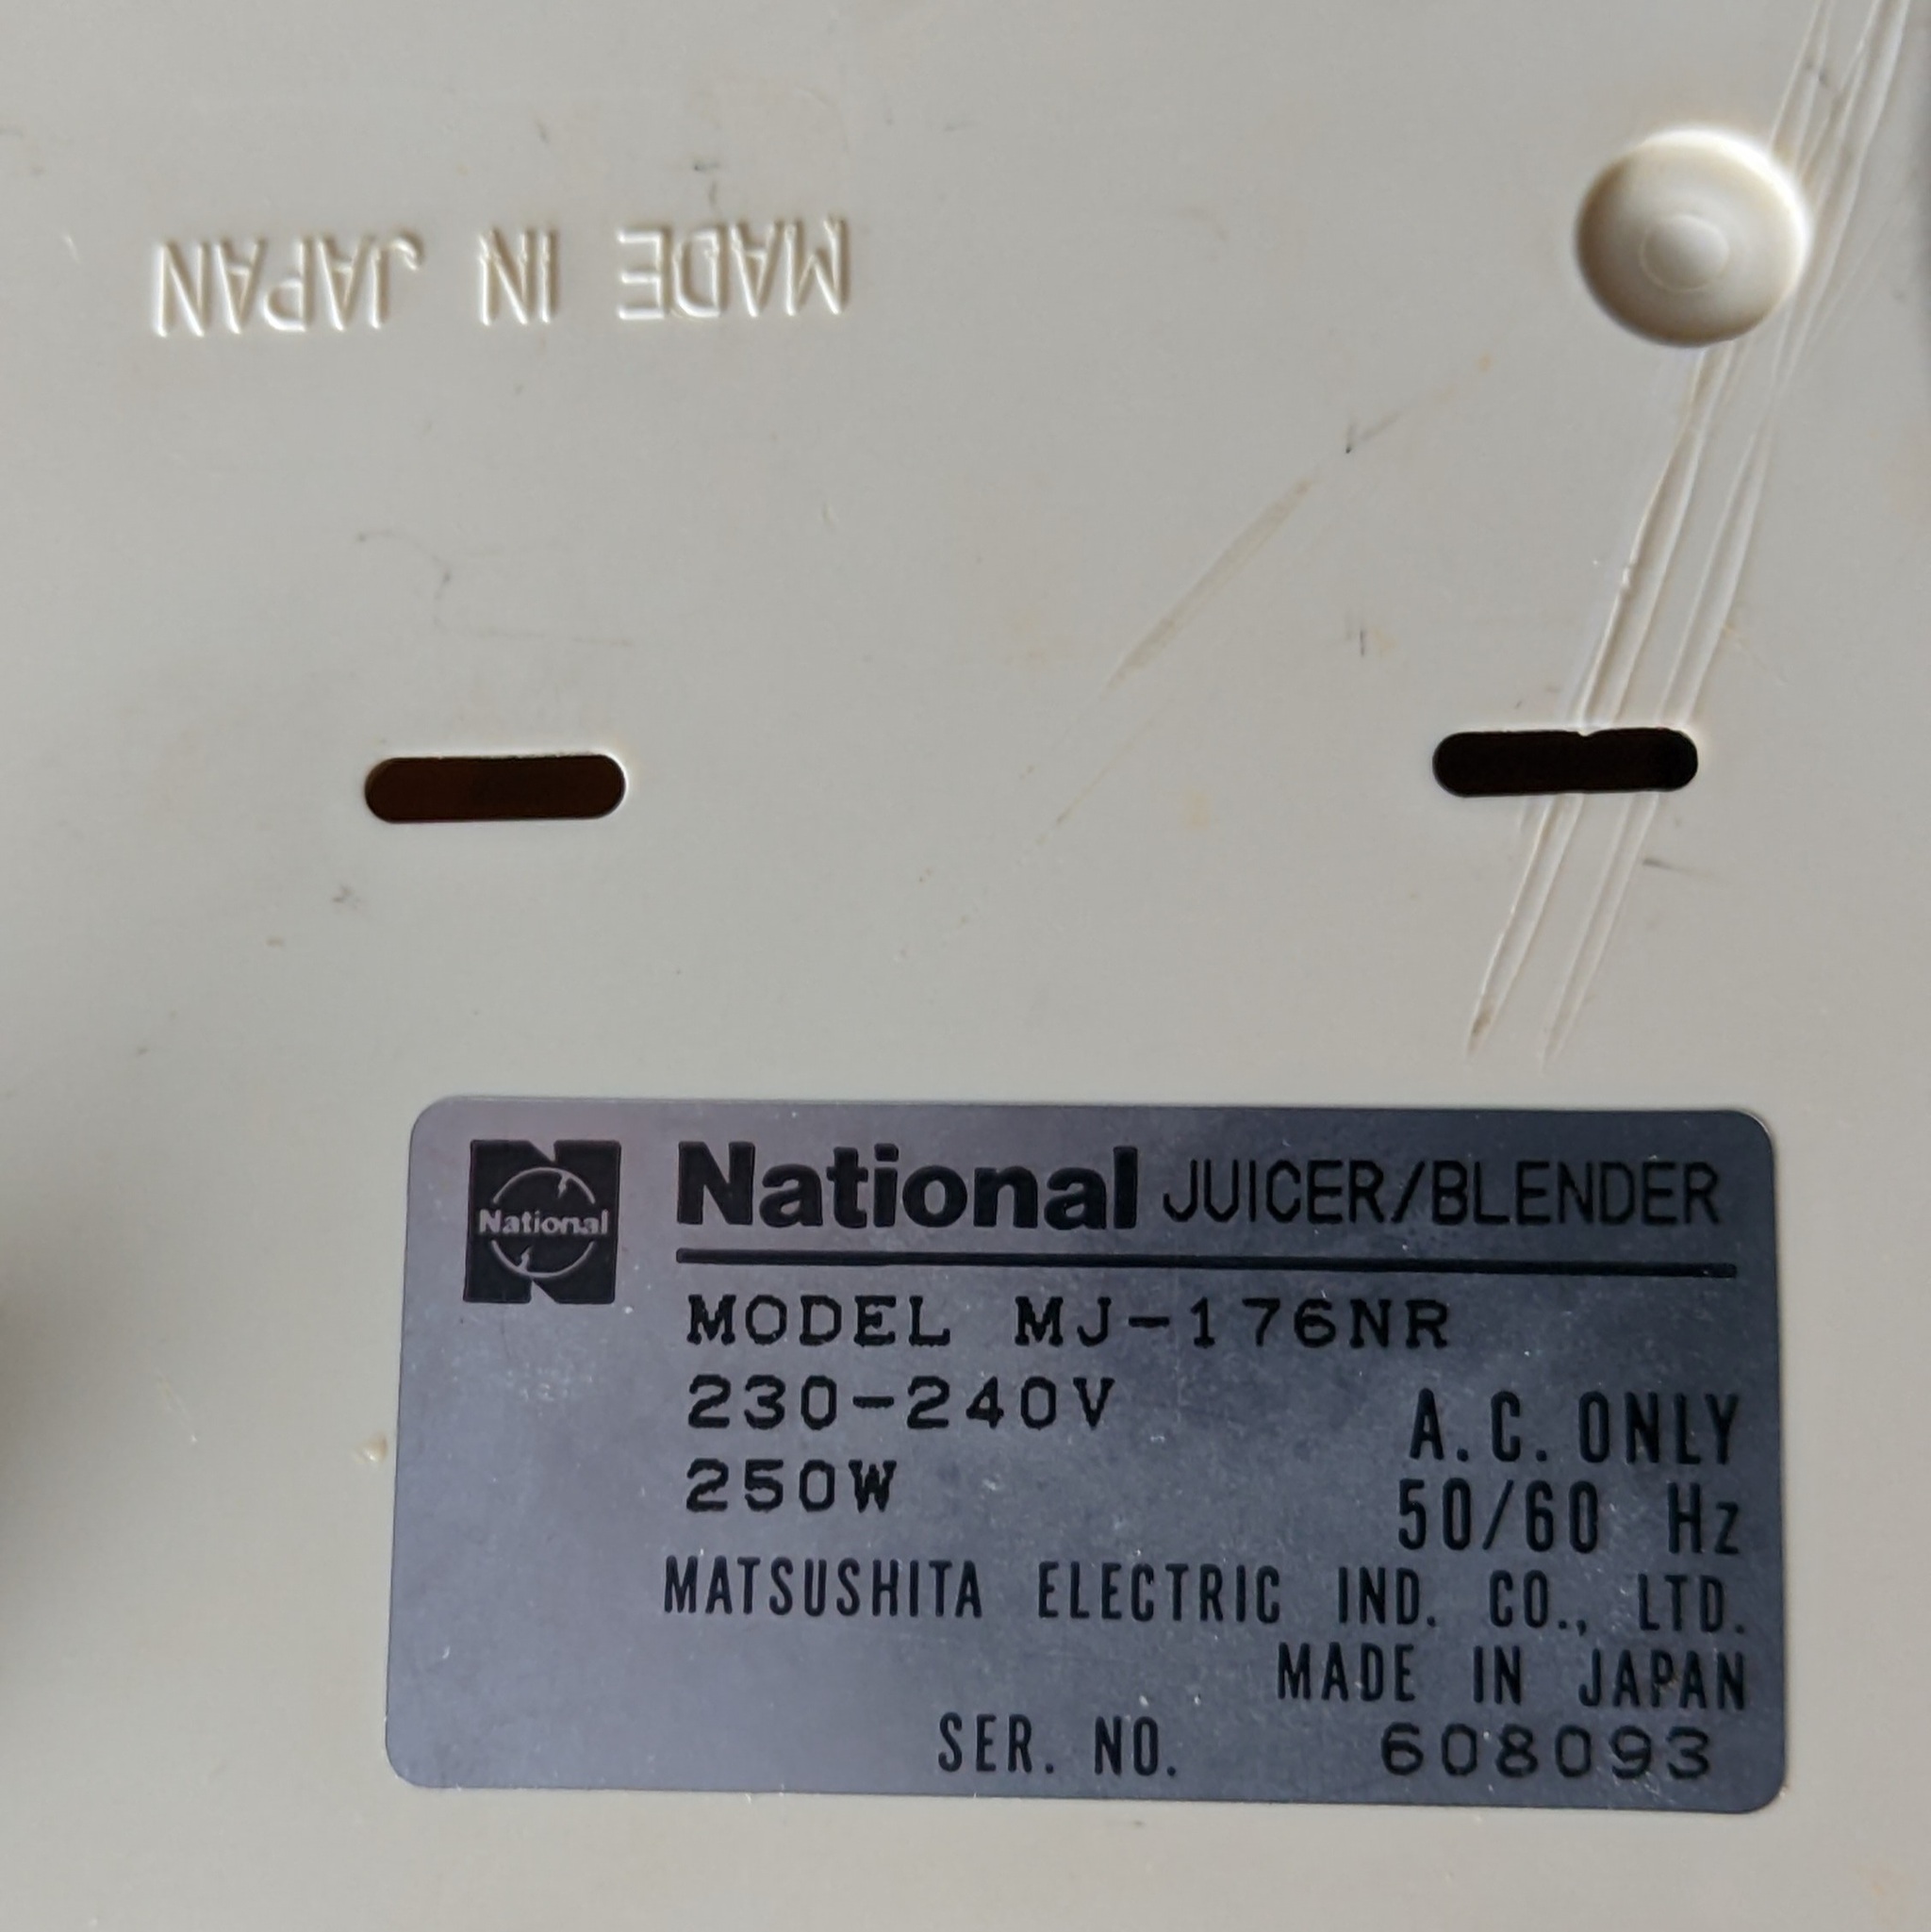 MADE IN JAPAN
National
National JUICER/BLENDER
MODEL MJ-176NR
230-240V A.C. ONLY
250W 50/60 Hz
MATSUSHITA ELECTRIC IND. CO., LTD.
MADE IN JAPAN
SER. NO. 608093